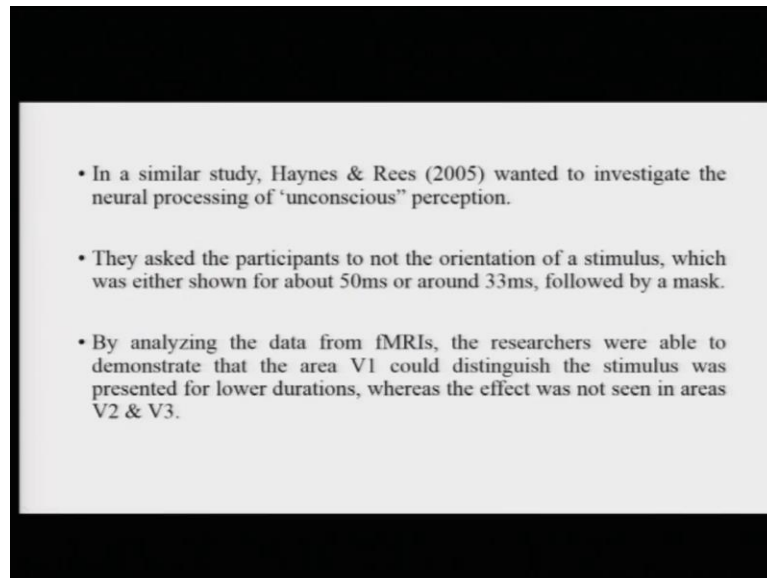 • In a similar study, Haynes & Rees (2005) wanted to investigate the
neural processing of ‘unconscious” perception.
• They asked the participants to not the orientation of a stimulus, which
was either shown for about 50ms or around 33ms, followed by a mask.
• By analyzing the data from fMRIs, the researchers were able to
demonstrate that the area V1 could distinguish the stimulus was
presented for lower durations, whereas the effect was not seen in areas
V2 & V3.